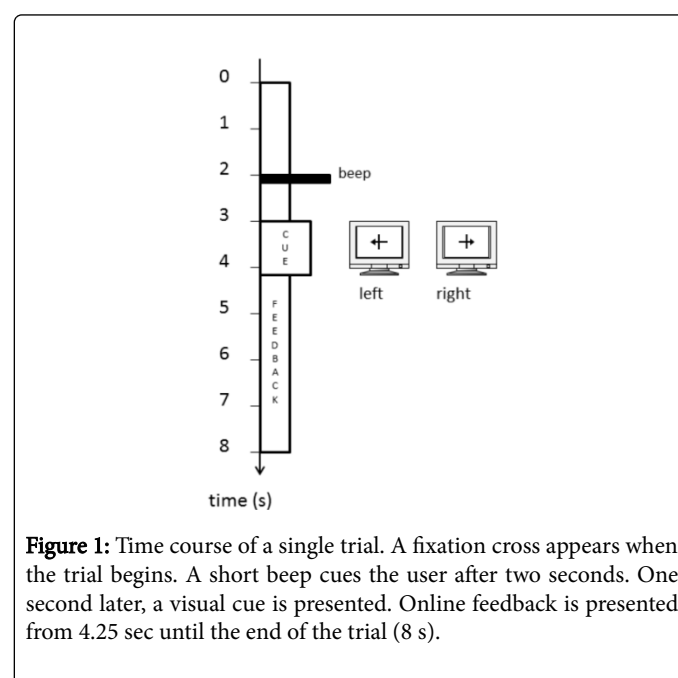 0
1
2
beep
3
CUE
4
left right
5
FEEDBACK
6
7
8
time (s)
Figure 1: Time course of a single trial. A fixation cross appears when
the trial begins. A short beep cues the user after two seconds. One
second later, a visual cue is presented. Online feedback is presented
from 4.25 sec until the end of the trial (8 s).